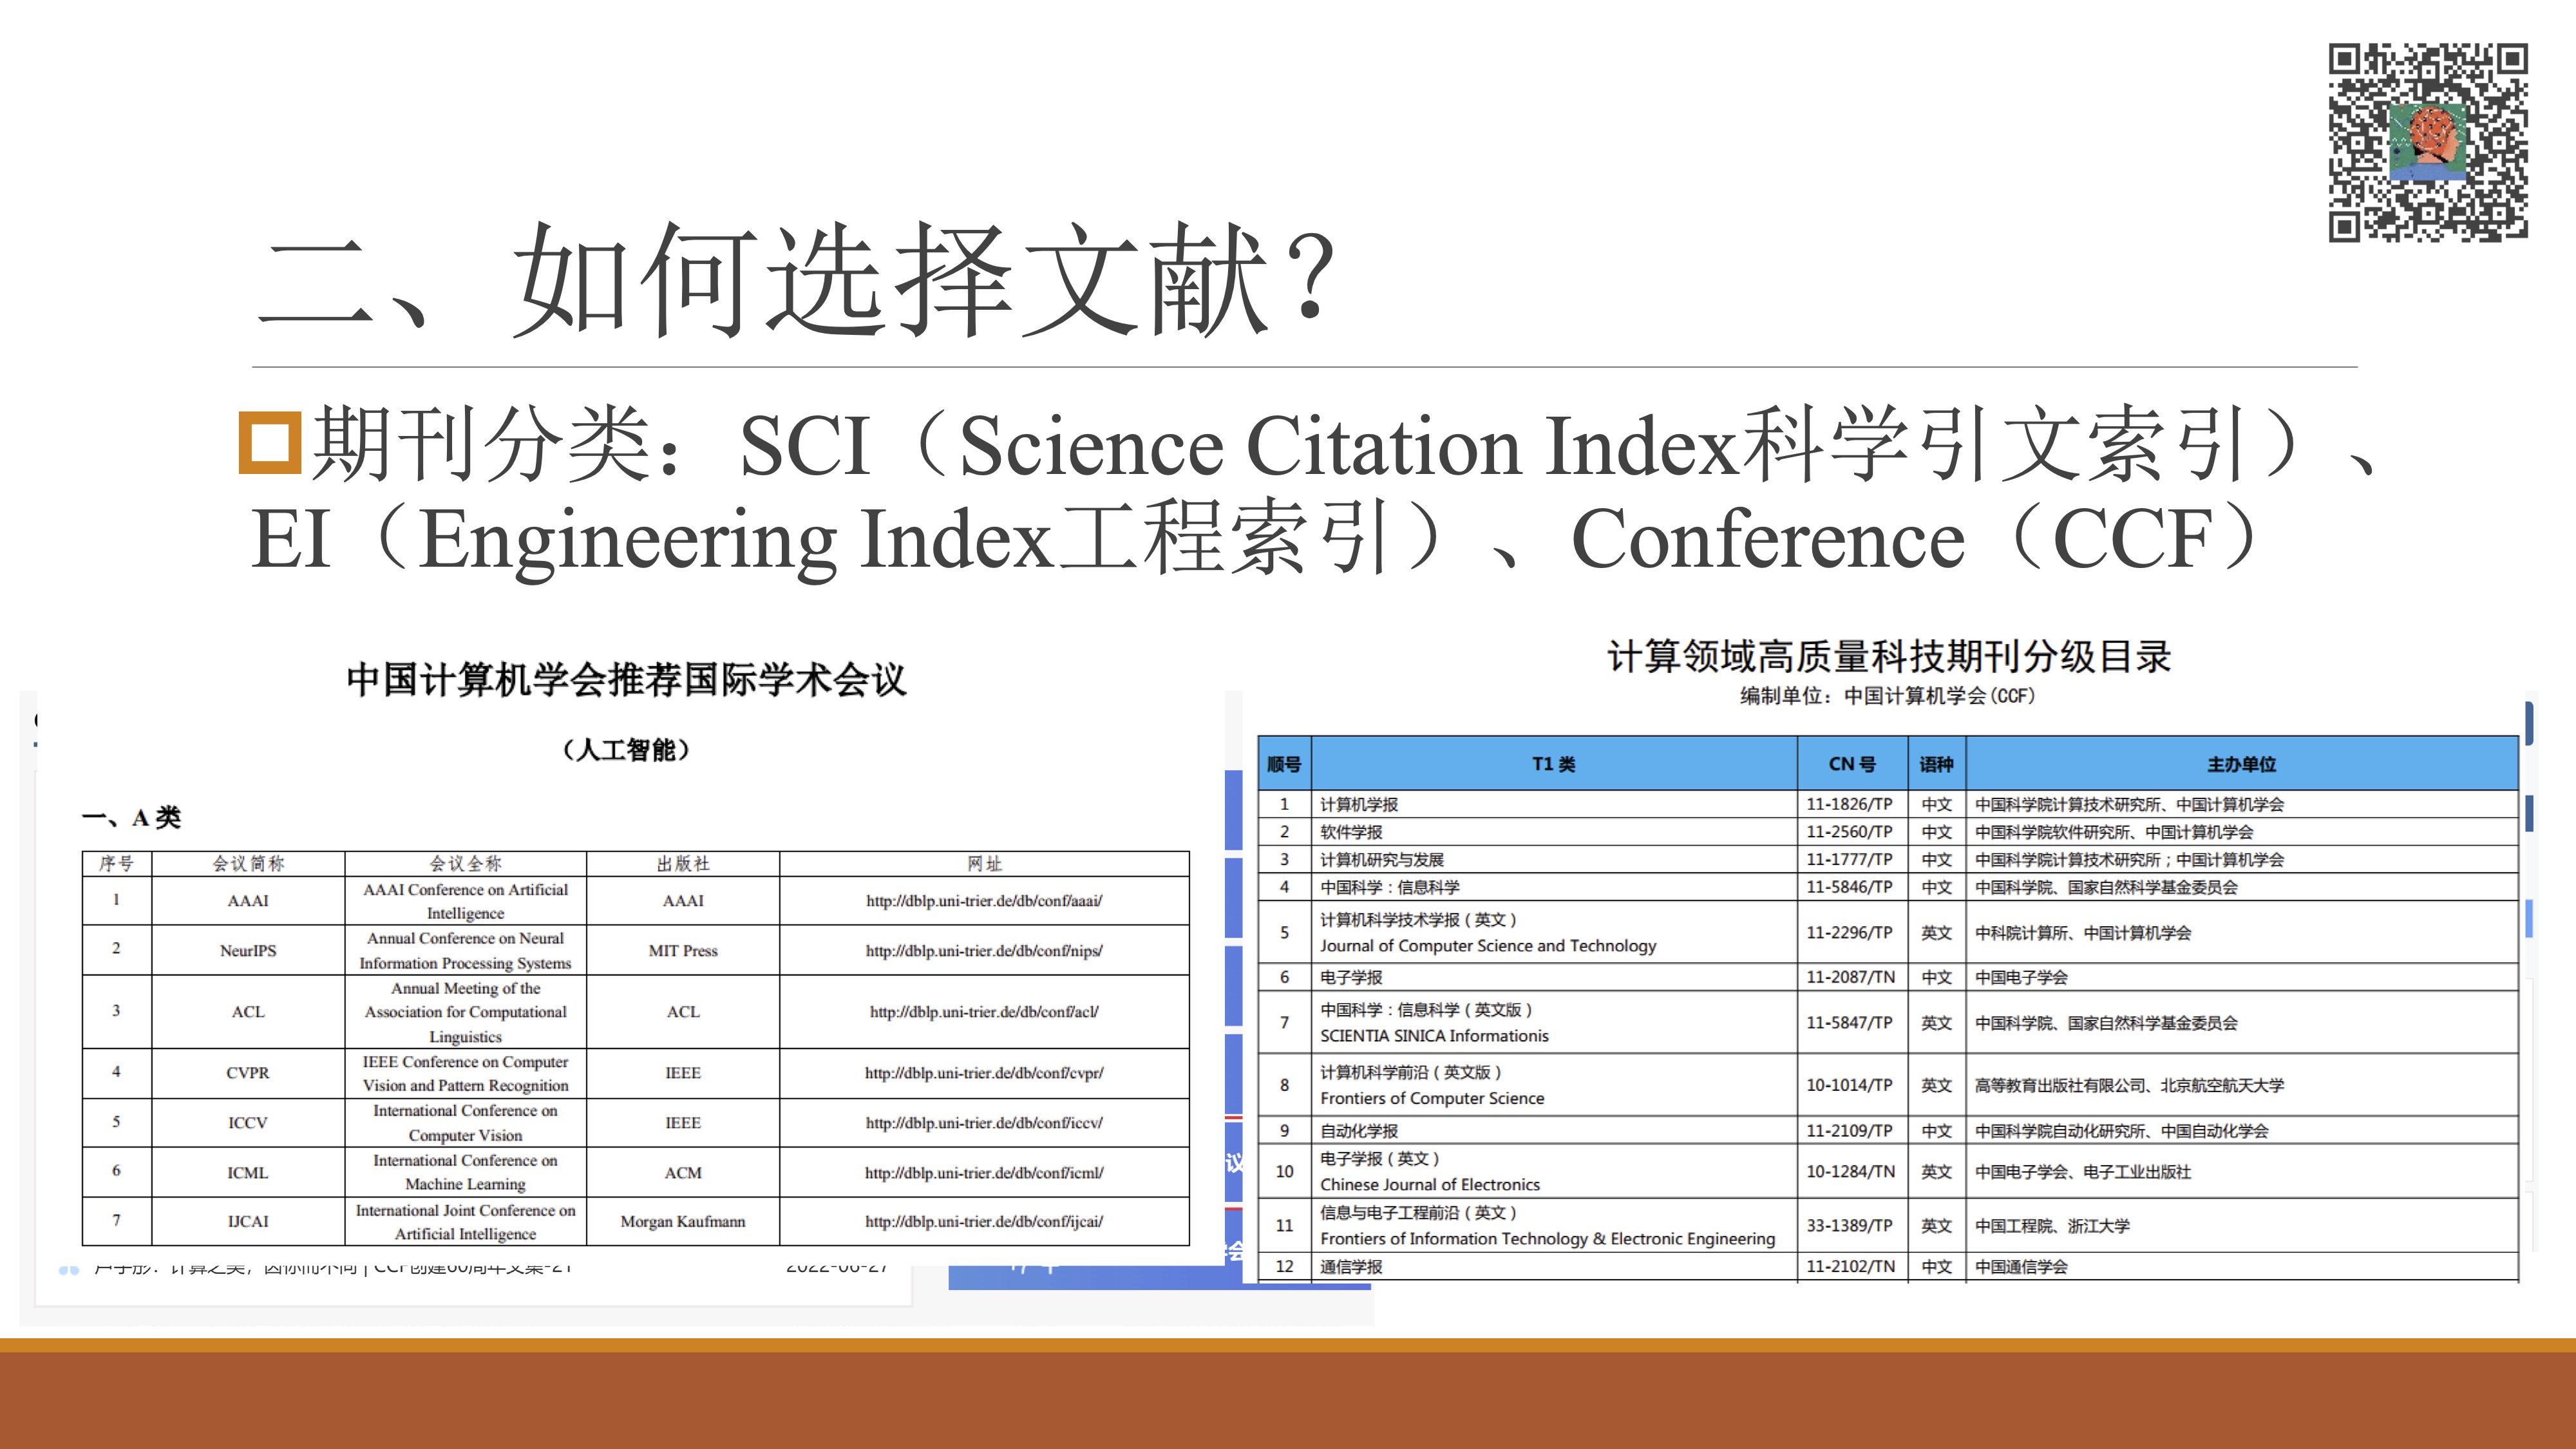 二、如何选择文献？
期刊分类：SCI（Science Citation Index科学引文索引）、
EI（Engineering Index工程索引）、Conference（CCF）
中国计算机学会推荐国际学术会议
（人工智能）
一、A 类
序号 会议简称 会议全称 出版社 网址
1 AAAI AAAI Conference on Artificial Intelligence AAAI http://dblp.uni-trier.de/db/conf/aaai/
2 NeurIPS Annual Conference on Neural Information Processing Systems MIT Press http://dblp.uni-trier.de/db/conf/nips/
3 ACL Annual Meeting of the Association for Computational Linguistics ACL http://dblp.uni-trier.de/db/conf/acl/
4 CVPR IEEE Conference on Computer Vision and Pattern Recognition IEEE http://dblp.uni-trier.de/db/conf/cvpr/
5 ICCV International Conference on Computer Vision IEEE http://dblp.uni-trier.de/db/conf/iccv/
6 ICML International Conference on Machine Learning ACM http://dblp.uni-trier.de/db/conf/icml/
7 IJCAI International Joint Conference on Artificial Intelligence Morgan Kaufmann http://dblp.uni-trier.de/db/conf/ijcai/
计算领域高质量科技期刊分级目录
编制单位：中国计算机学会(CCF)
顺号 T1 类 CN 号 语种 主办单位
1 计算机学报 11-1826/TP 中文 中国科学院计算技术研究所、中国计算机学会
2 软件学报 11-2560/TP 中文 中国科学院软件研究所、中国计算机学会
3 计算机研究与发展 11-1777/TP 中文 中国科学院计算技术研究所；中国计算机学会
4 中国科学：信息科学 11-5846/TP 中文 中国科学院、国家自然科学基金委员会
5 计算机科学技术学报（英文） Journal of Computer Science and Technology 11-2296/TP 英文 中科院计算所、中国计算机学会
6 电子学报 11-2087/TN 中文 中国电子学会
7 中国科学：信息科学（英文版） SCIENTIA SINICA Informationis 11-5847/TP 英文 中国科学院、国家自然科学基金委员会
8 计算机科学前沿（英文版） Frontiers of Computer Science 10-1014/TP 英文 高等教育出版社有限公司、北京航空航天大学
9 自动化学报 11-2109/TP 中文 中国科学院自动化研究所、中国自动化学会
10 电子学报（英文） Chinese Journal of Electronics 10-1284/TN 英文 中国电子学会、电子工业出版社
11 信息与电子工程前沿（英文） Frontiers of Information Technology & Electronic Engineering 33-1389/TP 英文 中国工程院、浙江大学
12 通信学报 11-2102/TN 中文 中国通信学会
议
会
2022-06-27